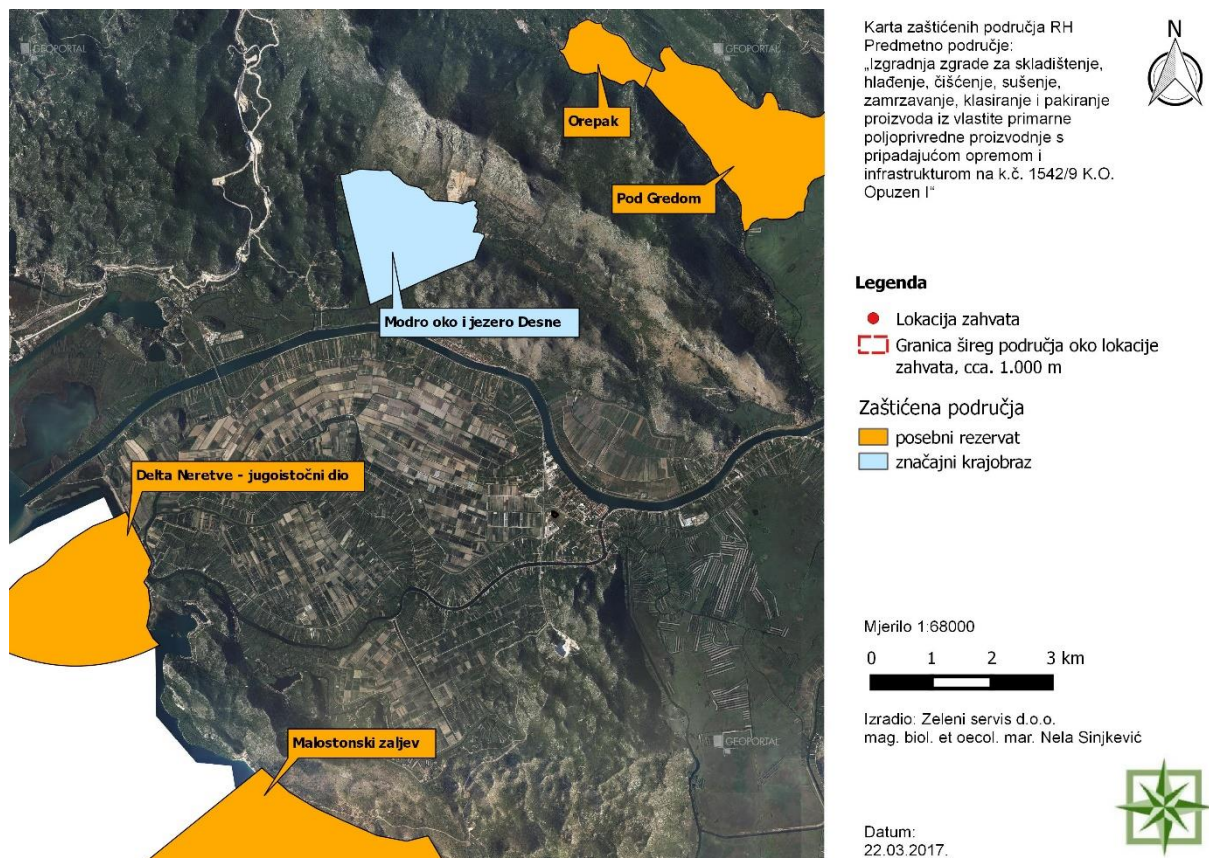 GEOPORTAL
GEOPORTAL
Orepak
Pod Gredom
Modro oko i jezero Desne
Delta Neretve - jugoistočni dio
Malostonski zaljev
GEOPORTAL
Karta zaštićenih područja RH
Predmetno područje:
„Izgradnja zgrade za skladištenje,
hlađenje, čišćenje, sušenje,
zamrzavanje, klasiranje i pakiranje
proizvoda iz vlastite primarne
poljoprivredne proizvodnje s
pripadajućom opremom i
infrastrukturom na k.č. 1542/9 K.O.
Opuzen I“
N
Legenda
Lokacija zahvata
Granica šireg područja oko lokacije
zahvata, cca. 1.000 m
Zaštićena područja
posebni rezervat
značajni krajobraz
Mjerilo 1:68000
0 1 2 3 km
Izradio: Zeleni servis d.o.o.
mag. biol. et oecol. mar. Nela Sinjkević
Datum:
22.03.2017.